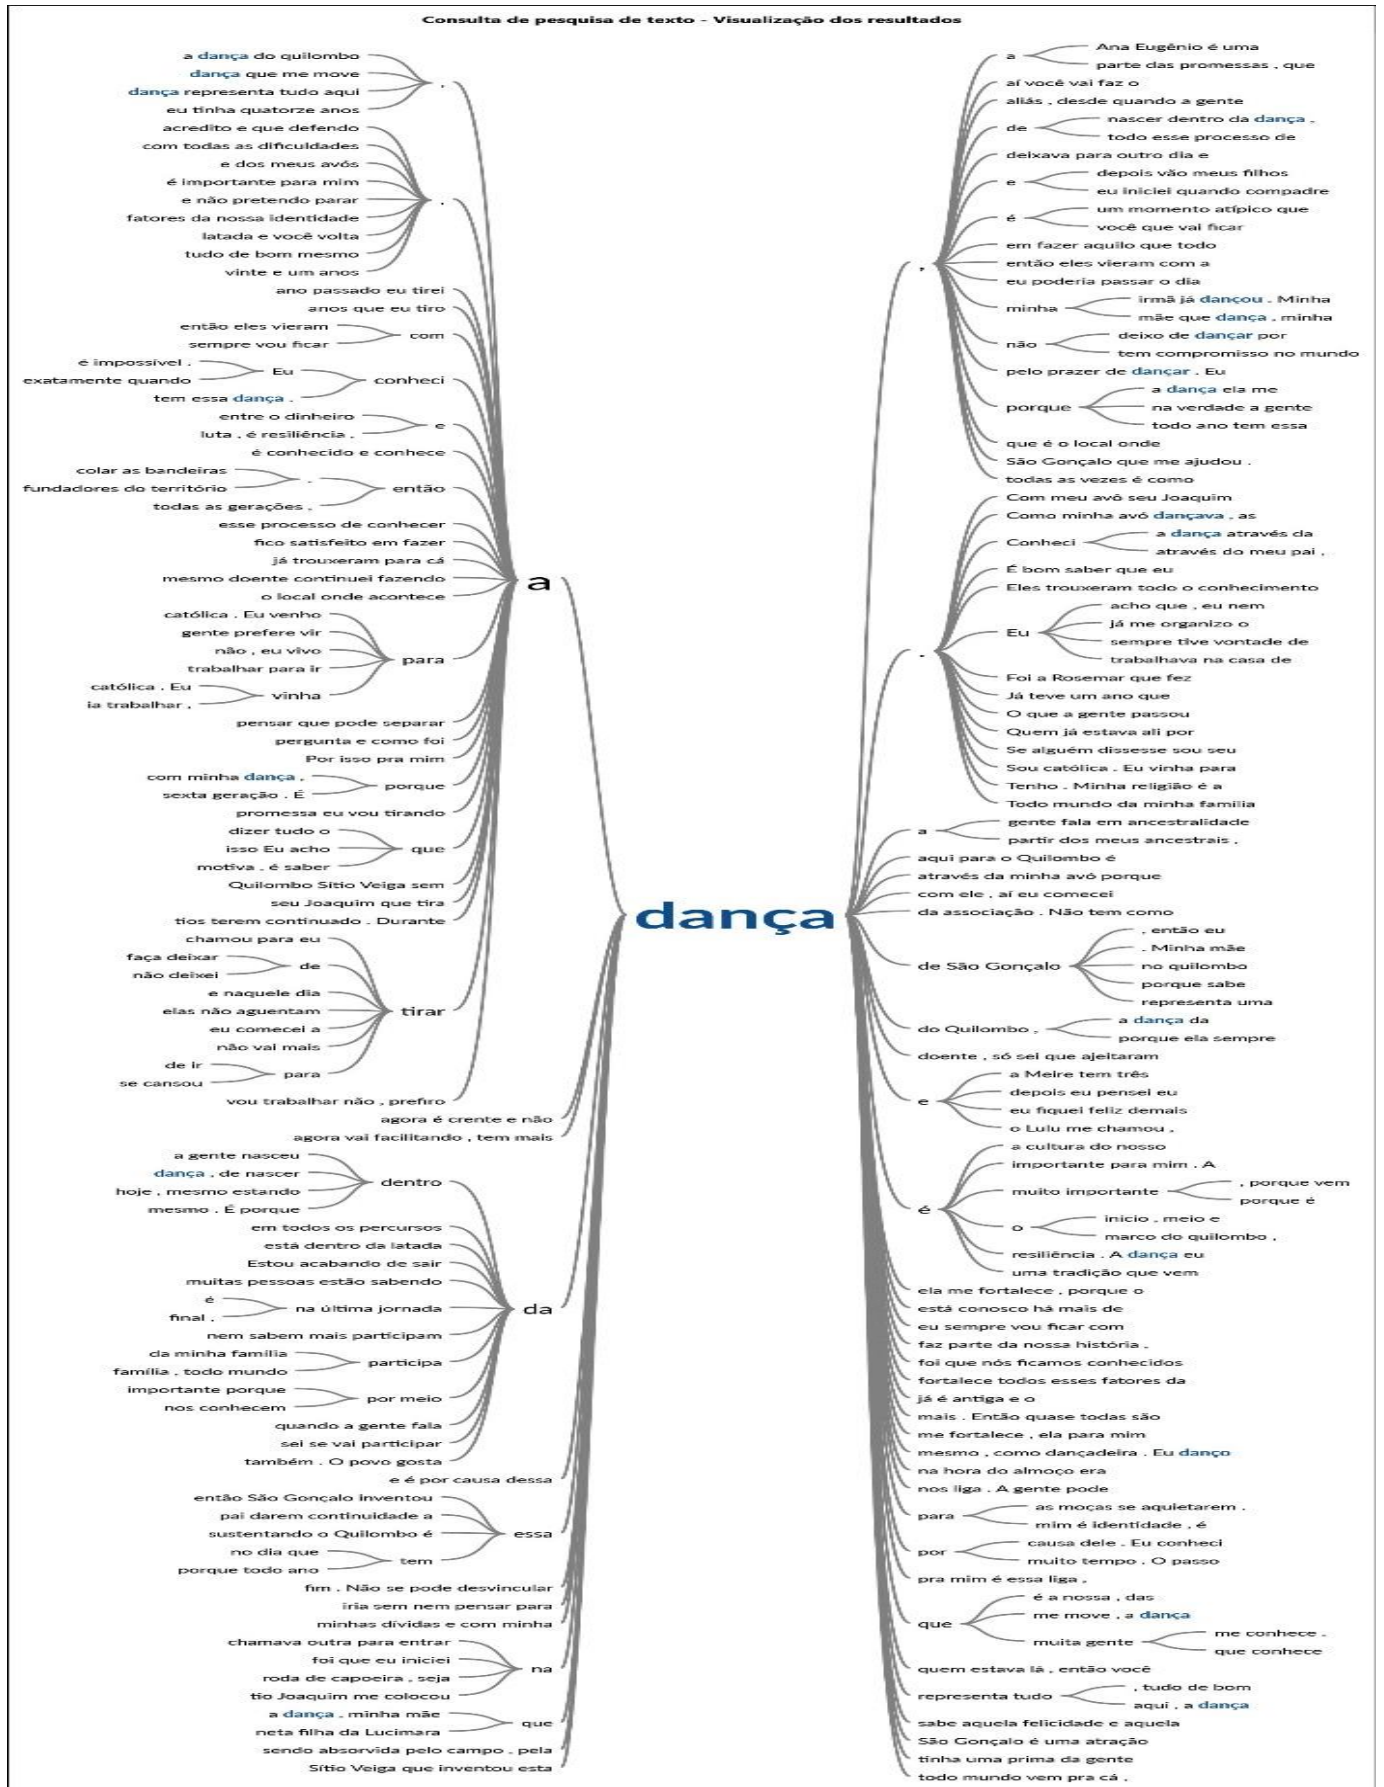 Consulta de pesquisa de texto - Visualização dos resultados
a dança do quilombo
dança que me move
dança representa tudo aqui
eu tinha quatorze anos
,
acredito e que defendo
com todas as dificuldades
e dos meus avós
é importante para mim
e não pretendo parar
fatores da nossa identidade
latada e você volta
tudo de bom mesmo
vinte e um anos
.
ano passado eu tirei
anos que eu tiro
então eles vieram
sempre vou ficar
com
é impossível .
exatamente quando
Eu
tem essa dança .
conheci
entre o dinheiro
luta , é resiliência ,
e
é conhecido e conhece
colar as bandeiras
fundadores do território
.
todas as gerações ,
então
esse processo de conhecer
fico satisfeito em fazer
já trouxeram para cá
mesmo doente continuei fazendo
o local onde acontece
a
católica . Eu venho
gente prefere vir
não , eu vivo
trabalhar para ir
para
católica . Eu
ia trabalhar ,
vinha
pensar que pode separar
pergunta e como foi
Por isso pra mim
com minha dança ,
sexta geração . É
porque
promessa eu vou tirando
dizer tudo o
isso Eu acho
motiva , é saber
que
Quilombo Sítio Veiga sem
seu Joaquim que tira
tios terem continuado . Durante
chamou para eu
faça deixar
não deixei
de
e naquele dia
elas não aguentam
eu comecei a
não vai mais
tirar
de ir
se cansou
para
vou trabalhar não , prefiro
agora é crente e não
agora vai facilitando , tem mais
a gente nasceu
dança , de nascer
hoje , mesmo estando
mesmo . É porque
dentro
em todos os percursos
está dentro da latada
Estou acabando de sair
muitas pessoas estão sabendo
é
final ,
na última jornada
da
nem sabem mais participam
da minha família
família , todo mundo
participa
importante porque
nos conhecem
por meio
quando a gente fala
sei se vai participar
também . O povo gosta
e é por causa dessa
então São Gonçalo inventou
pai darem continuidade a
sustentando o Quilombo é
essa
no dia que
porque todo ano
tem
fim . Não se pode desvincular
iria sem nem pensar para
minhas dívidas e com minha
chamava outra para entrar
foi que eu iniciei
roda de capoeira , seja
tio Joaquim me colocou
na
a dança , minha mãe
neta filha da Lucimara
que
sendo absorvida pelo campo , pela
Sítio Veiga que inventou esta
dança
,
a
Ana Eugênio é uma
parte das promessas , que
aí você vai faz o
aliás , desde quando a gente
de
nascer dentro da dança ,
todo esse processo de
deixava para outro dia e
e
depois vão meus filhos
eu iniciei quando compadre
é
um momento atípico que
você que vai ficar
em fazer aquilo que todo
então eles vieram com a
eu poderia passar o dia
minha
irmã já dançou . Minha
mãe que dança , minha
não
deixo de dançar por
tem compromisso no mundo
pelo prazer de dançar . Eu
porque
a dança ela me
na verdade a gente
todo ano tem essa
que é o local onde
São Gonçalo que me ajudou .
todas as vezes é como
.
Com meu avô seu Joaquim
Como minha avó dançava , as
Conheci
a dança através da
através do meu pai ,
É bom saber que eu
Eles trouxeram todo o conhecimento
Eu
acho que , eu nem
já me organizo o
sempre tive vontade de
trabalhava na casa de
Foi a Rosemar que fez
Já teve um ano que
O que a gente passou
Quem já estava ali por
Se alguém dissesse sou seu
Sou católica . Eu vinha para
Tenho . Minha religião é a
Todo mundo da minha família
a
gente fala em ancestralidade
partir dos meus ancestrais ,
aqui para o Quilombo é
através da minha avó porque
com ele , aí eu comecei
da associação . Não tem como
de São Gonçalo
, então eu
. Minha mãe
no quilombo
porque sabe
representa uma
do Quilombo ,
a dança da
porque ela sempre
doente , só sei que ajeitaram
e
a Meire tem três
depois eu pensei eu
eu fiquei feliz demais
o Lulu me chamou ,
é
a cultura do nosso
importante para mim . A
muito importante
, porque vem
porque é
o
início , meio e
marco do quilombo ,
resiliência . A dança eu
uma tradição que vem
ela me fortalece , porque o
está conosco há mais de
eu sempre vou ficar com
faz parte da nossa história ,
foi que nós ficamos conhecidos
fortalece todos esses fatores da
já é antiga e o
mais . Então quase todas são
me fortalece , ela para mim
mesmo , como dançadeira . Eu danço
na hora do almoço era
nos liga . A gente pode
para
as moças se aquietarem .
mim é identidade , é
por
causa dele . Eu conheci
muito tempo . O passo
pra mim é essa liga ,
que
é a nossa , das
me move , a dança
muita gente
me conhece .
que conhece
quem estava lá , então você
representa tudo
, tudo de bom
aqui , a dança
sabe aquela felicidade e aquela
São Gonçalo é uma atração
tinha uma prima da gente
todo mundo vem pra cá ,